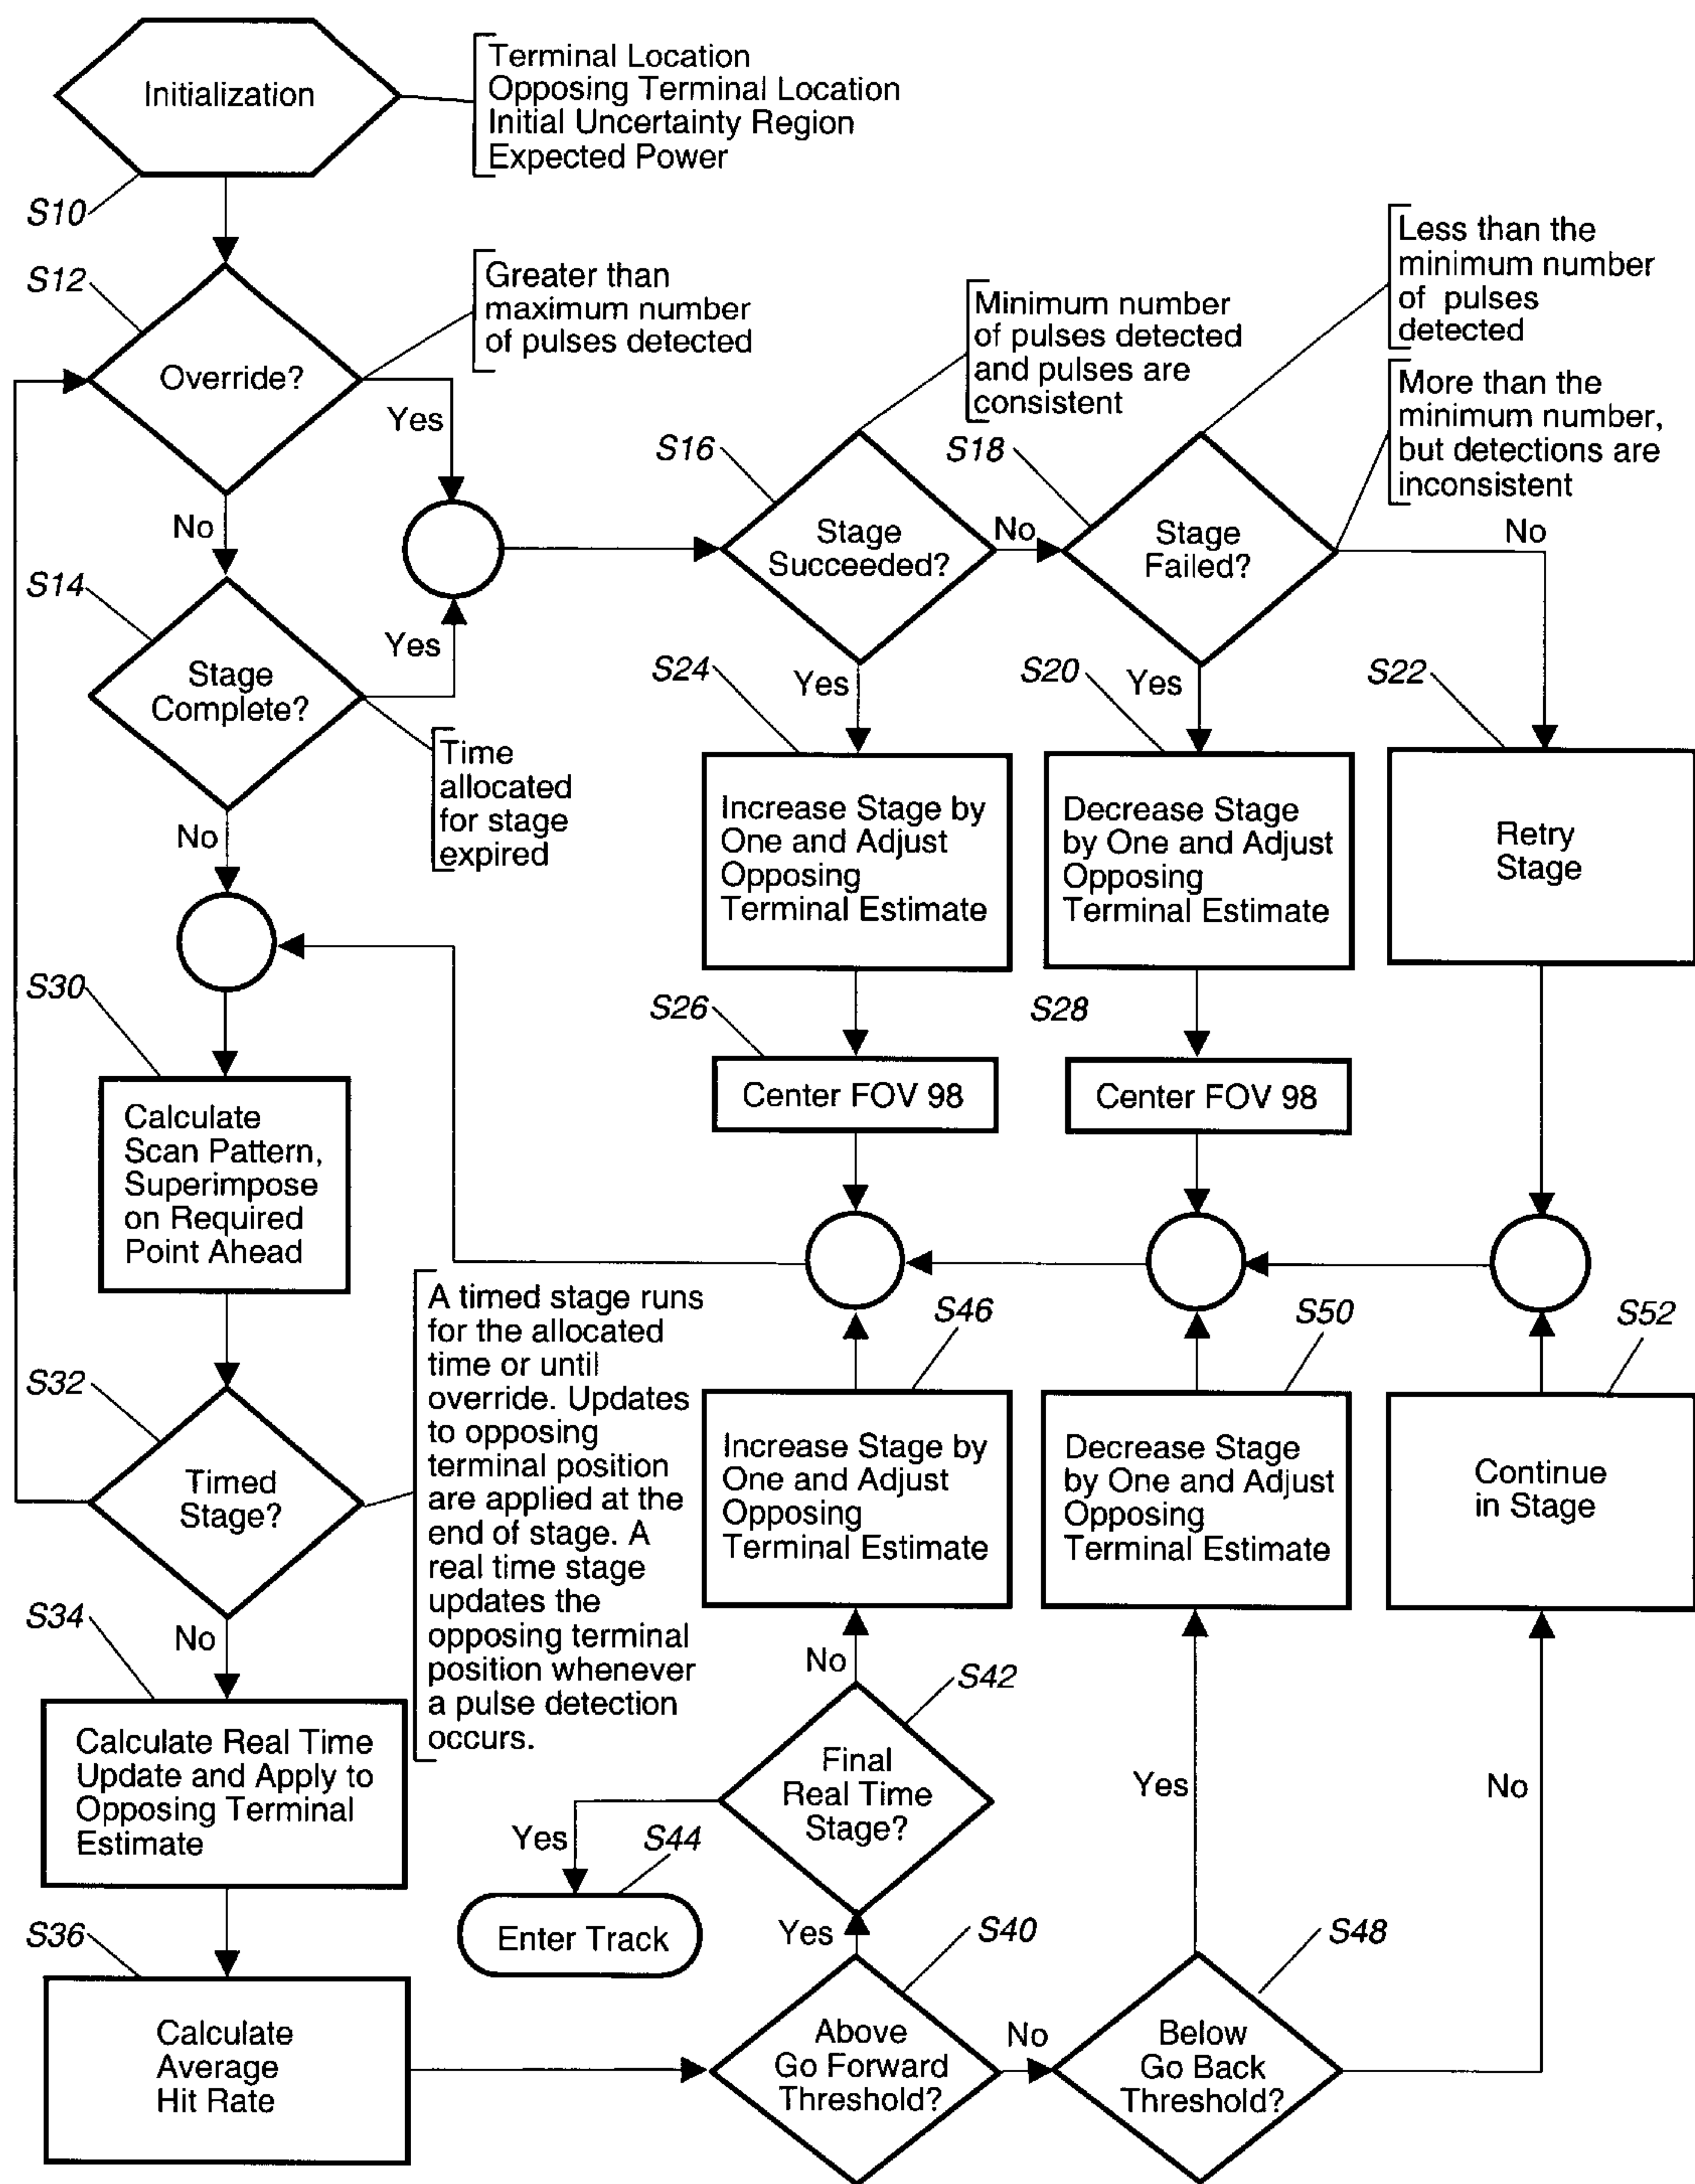 Initialization
Terminal Location
Opposing Terminal Location
Initial Uncertainty Region
Expected Power
S10
S12
Override?
Greater than
maximum number
of pulses detected
Yes
No
S14
Stage
Complete?
Yes
Time
allocated
for stage
expired
No
S16
Stage
Succeeded?
Minimum number
of pulses detected
and pulses are
consistent
No
Yes
S18
Stage
Failed?
Less than the
minimum number
of pulses
detected
More than the
minimum number,
but detections are
inconsistent
No
Yes
S24
Increase Stage by
One and Adjust
Opposing
Terminal Estimate
S20
Decrease Stage
by One and Adjust
Opposing
Terminal Estimate
S22
Retry
Stage
S26
Center FOV 98
S28
Center FOV 98
S30
Calculate
Scan Pattern,
Superimpose
on Required
Point Ahead
S32
Timed
Stage?
A timed stage runs
for the allocated
time or until
override. Updates
to opposing
terminal position
are applied at the
end of stage. A
real time stage
updates the
opposing terminal
position whenever
a pulse detection
occurs.
No
S34
Calculate Real Time
Update and Apply to
Opposing Terminal
Estimate
S36
Calculate
Average
Hit Rate
S46
Increase Stage by
One and Adjust
Opposing
Terminal Estimate
S50
Decrease Stage
by One and Adjust
Opposing
Terminal Estimate
S52
Continue
in Stage
No
S42
Final
Real Time
Stage?
Yes
S44
Enter Track
Yes
S40
Above
Go Forward
Threshold?
No
S48
Below
Go Back
Threshold?
Yes
No